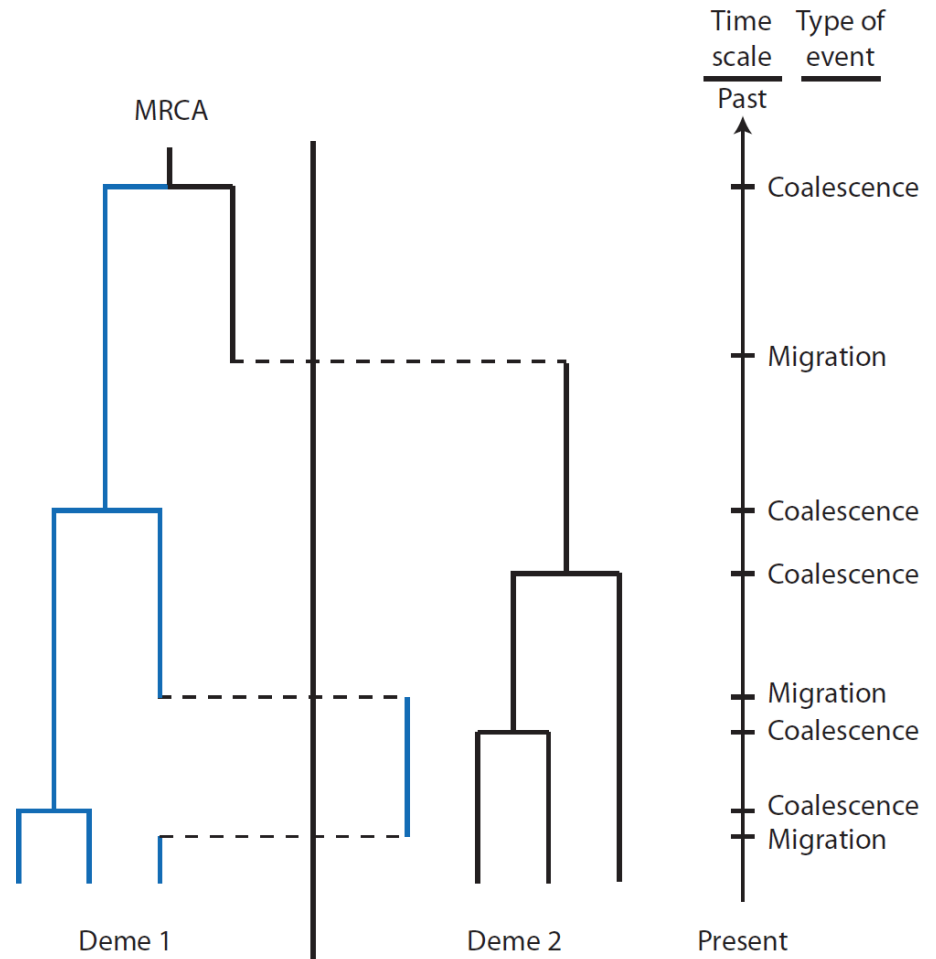 Time Type of
scale event
Past
MRCA
Coalescence
Migration
Coalescence
Coalescence
Migration
Coalescence
Coalescence
Migration
Deme 1 Deme 2 Present